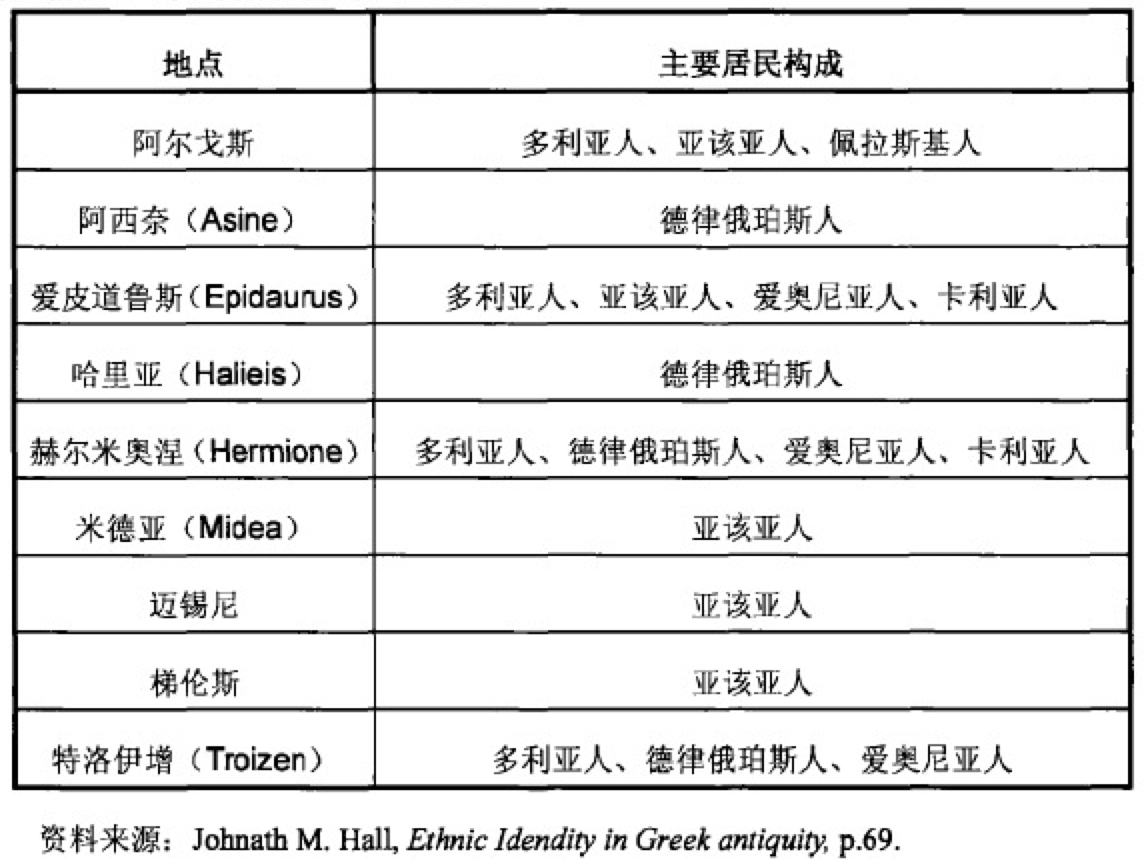 地点 主要居民构成
阿尔戈斯 多利亚人、亚该亚人、佩拉斯基人
阿西奈（Asine） 德律俄珀斯人
爱皮道鲁斯（Epidaurus） 多利亚人、亚该亚人、爱奥尼亚人、卡利亚人
哈里亚（Halieis） 德律俄珀斯人
赫尔米奥涅（Hermione） 多利亚人、德律俄珀斯人、爱奥尼亚人、卡利亚人
米德亚（Midea） 亚该亚人
迈锡尼 亚该亚人
梯伦斯 亚该亚人
特洛伊增（Troizen） 多利亚人、德律俄珀斯人、爱奥尼亚人
资料来源：Johnath M. Hall, Ethnic Idendity in Greek antiquity, p.69.